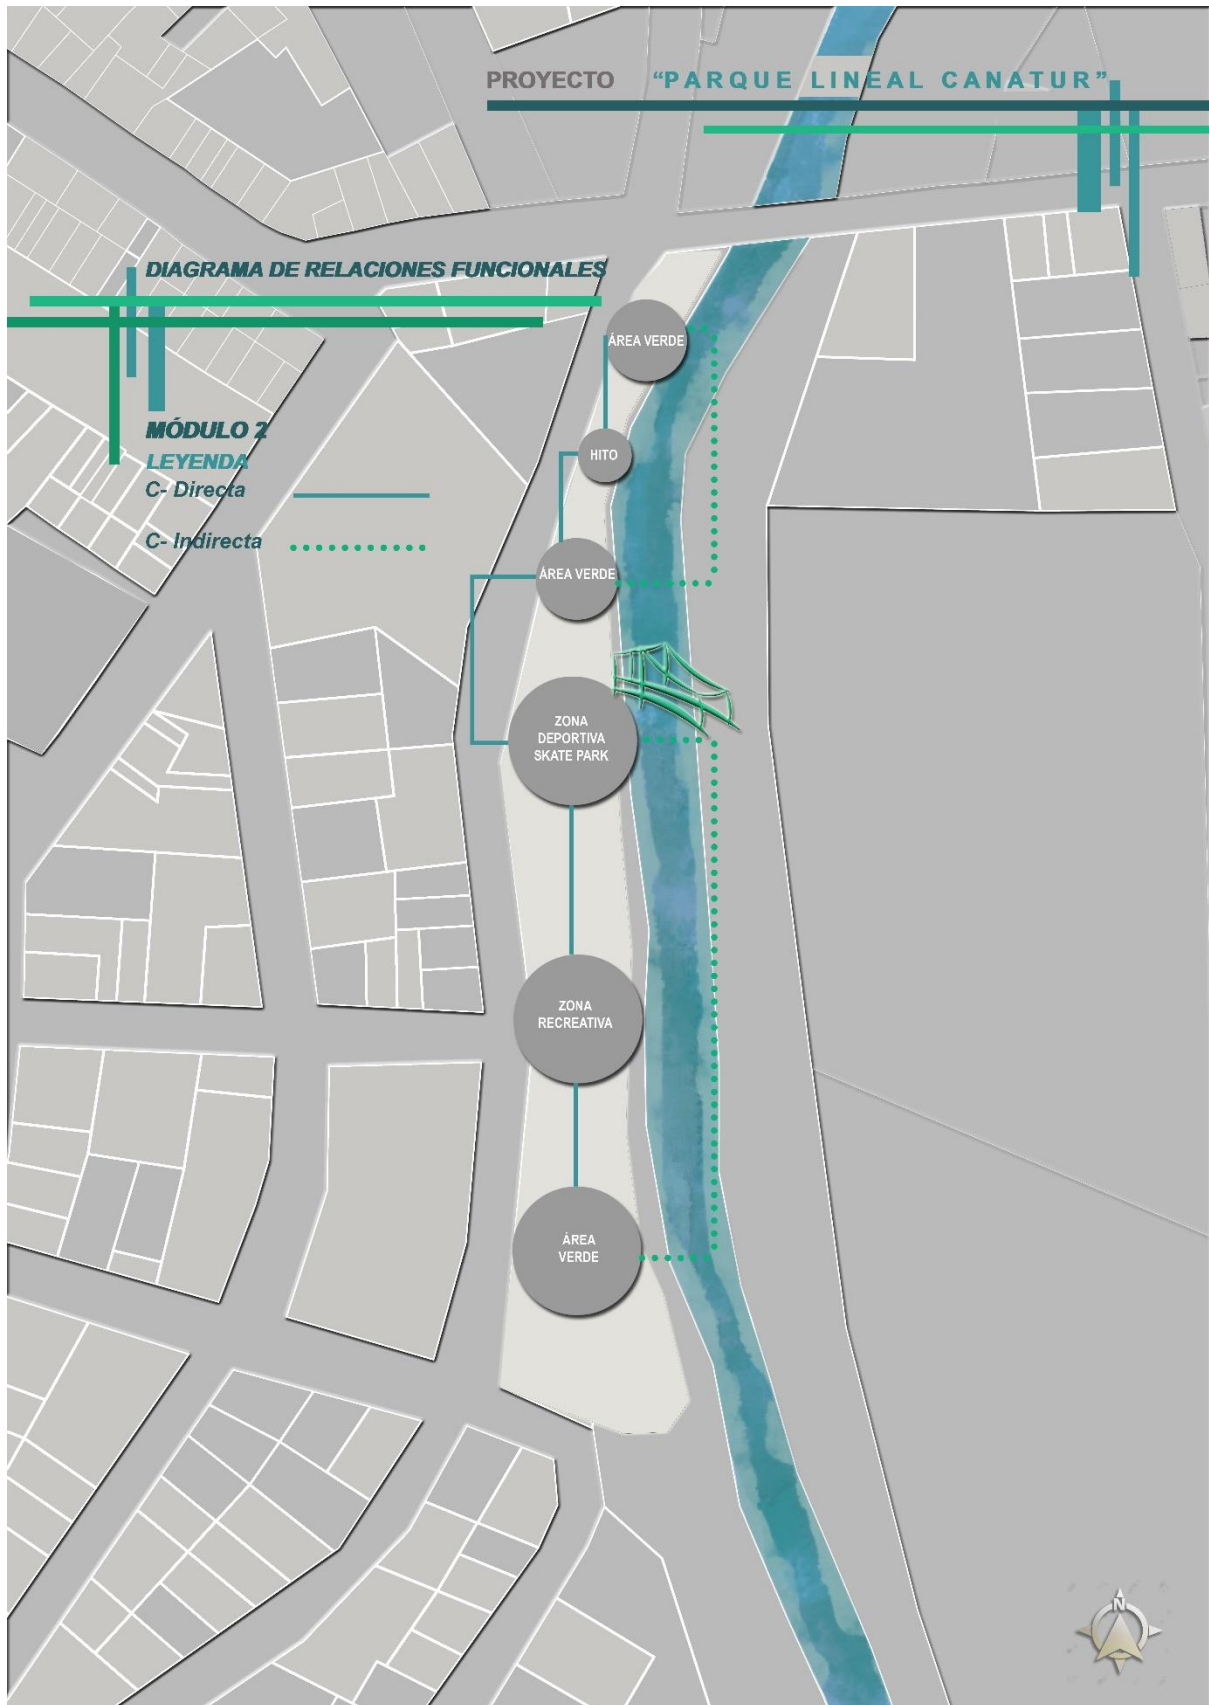 PROYECTO “PARQUE LINEAL CANATUR”
DIAGRAMA DE RELACIONES FUNCIONALES
MÓDULO 2
LEYENDA
C- Directa
C- Indirecta
ÁREA VERDE
HITO
ÁREA VERDE
ZONA
DEPORTIVA
SKATE PARK
ZONA
RECREATIVA
ÁREA
VERDE
N